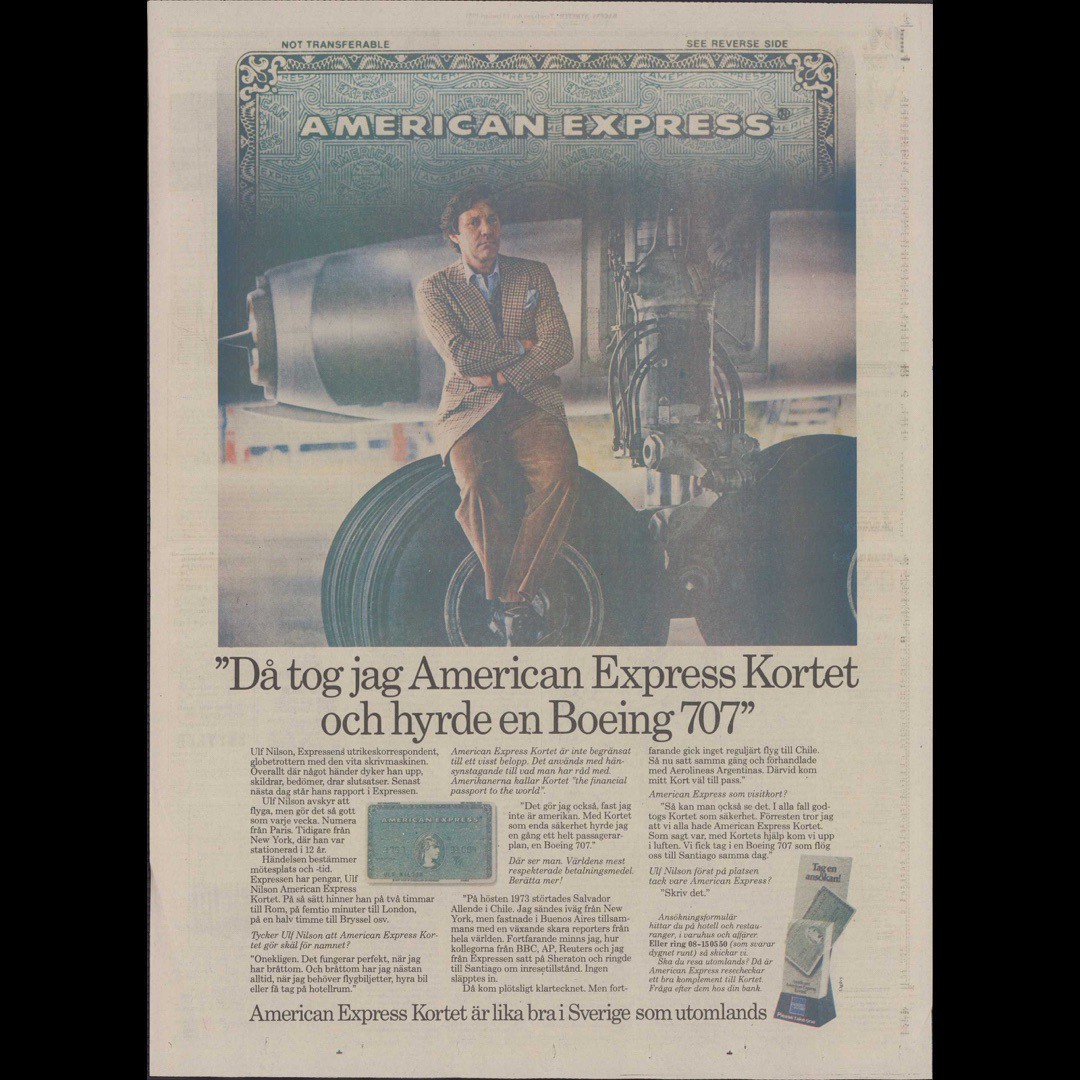 NOT TRANSFERABLE
SEE REVERSE SIDE
AMERICAN EXPRESS®
”Då tog jag American Express Kortet
och hyrde en Boeing 707”
Ulf Nilson, Expressens utrikeskorrespondent,
globetrottern med den vita skrivmaskinen.
Överallt där något händer dyker han upp,
skildrar, bedömer, drar slutsatser. Senast
nästa dag står hans rapport i Expressen.
Ulf Nilson avskyr att
flyga, men gör det så gott
som varje vecka. Numera
från Paris. Tidigare från
New York, där han var
stationerad i 12 år.
Händelsen bestämmer
mötesplats och -tid.
Expressen har pengar, Ulf
Nilson American Express
Kortet. På så sätt hinner han på två timmar
till Rom, på femtio minuter till London,
på en halv timme till Bryssel osv.
Tycker Ulf Nilson att American Express Kor-
tet gör skäl för namnet?
”Onekligen. Det fungerar perfekt, när jag
har bråttom. Och bråttom har jag nästan
alltid, när jag behöver flygbiljetter, hyra bil
eller få tag på hotellrum.”
AMERICAN EXPRESS
American Express Kortet är inte begränsat
till ett visst belopp. Det används med hän-
synstagande till vad man har råd med.
Amerikanerna kallar Kortet ”the financial
passport to the world”.
”Det gör jag också, fast jag
inte är amerikan. Med Kortet
som enda säkerhet hyrde jag
en gång ett helt passagerar-
plan, en Boeing 707.”
Där ser man. Världens mest
respekterade betalningsmedel.
Berätta mer!
”På hösten 1973 störtades Salvador
Allende i Chile. Jag sändes iväg från New
York, men fastnade i Buenos Aires tillsam-
mans med en växande skara reporters från
hela världen. Fortfarande minns jag, hur
kollegorna från BBC, AP, Reuters och jag
från Expressen satt på Sheraton och ringde
till Santiago om inresetillstånd. Ingen
släpptes in.
Då kom plötsligt klartecknet. Men fort-
farande gick inget reguljärt flyg till Chile.
Så nu satt samma gäng och förhandlade
med Aerolineas Argentinas. Därvid kom
mitt Kort väl till pass.”
American Express som visitkort?
”Så kan man också se det. I alla fall god-
togs Kortet som säkerhet. Förresten tror jag
att vi alla hade American Express Kortet.
Som sagt var, med Kortets hjälp kom vi upp
i luften. Vi fick tag i en Boeing 707 som flög
oss till Santiago samma dag.”
Ulf Nilson först på platsen
tack vare American Express?
”Skriv det.”
Ansökningsformulär
hittar du på hotell och restau-
ranger, i varuhus och affärer.
Eller ring 08-15 05 50 (som svarar
dygnet runt) så skickar vi.
Ska du resa utomlands? Då är
American Express resecheckar
ett bra komplement till Kortet.
Fråga efter dem hos din bank.
Tag en
ansökan!
Please take one
American Express Kortet är lika bra i Sverige som utomlands